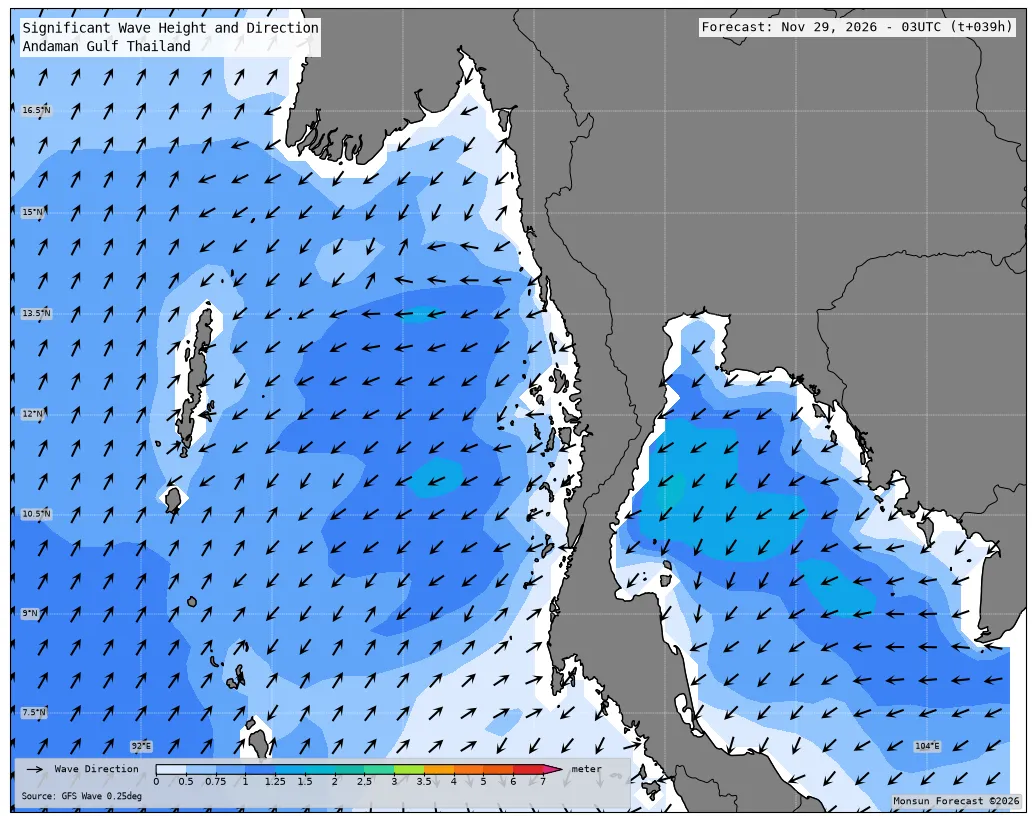 Significant Wave Height and Direction
Andaman Gulf Thailand
Forecast: Nov 29, 2026 - 03UTC (t+039h)
16.5°N
15°N
13.5°N
12°N
10.5°N
9°N
7.5°N
92°E
104°E
Wave Direction
0.5 0.75 1 1.25 1.5 2 2.5 3 3.5 4 5 6 7
meter
Source: GFS Wave 0.25deg
Monsun Forecast ©2026